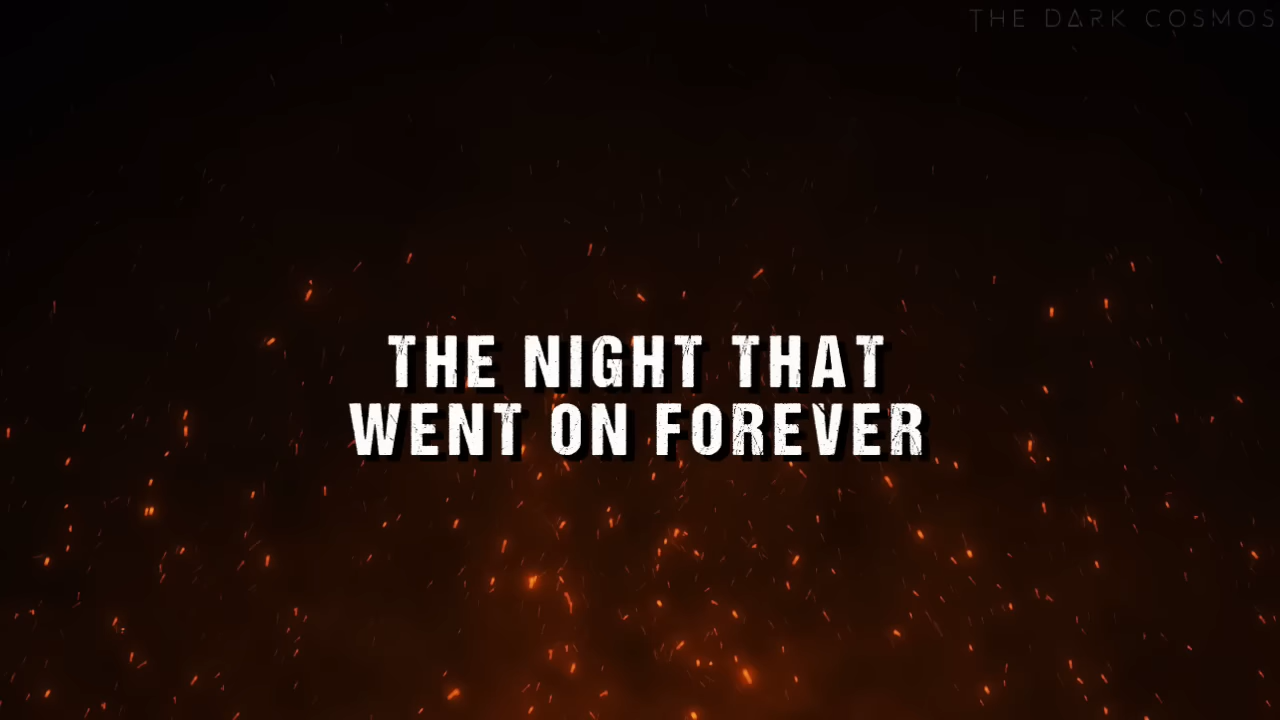 THE DARK COSMOS
THE NIGHT THAT
WENT ON FOREVER